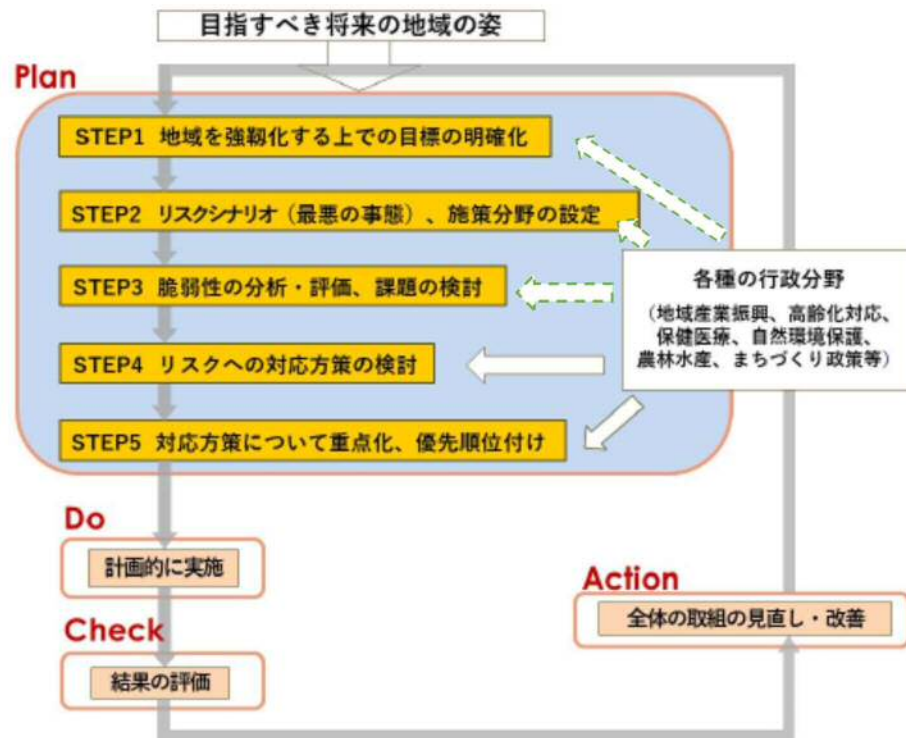 目指すべき将来の地域の姿
Plan
STEP1 地域を強靱化する上での目標の明確化
STEP2 リスクシナリオ（最悪の事態）、施策分野の設定
STEP3 脆弱性の分析・評価、課題の検討
STEP4 リスクへの対応方策の検討
STEP5 対応方策について重点化、優先順位付け
各種の行政分野
（地域産業振興、高齢化対応、
保健医療、自然環境保護、
農林水産、まちづくり政策等）
Do
計画的に実施
Check
結果の評価
Action
全体の取組の見直し・改善